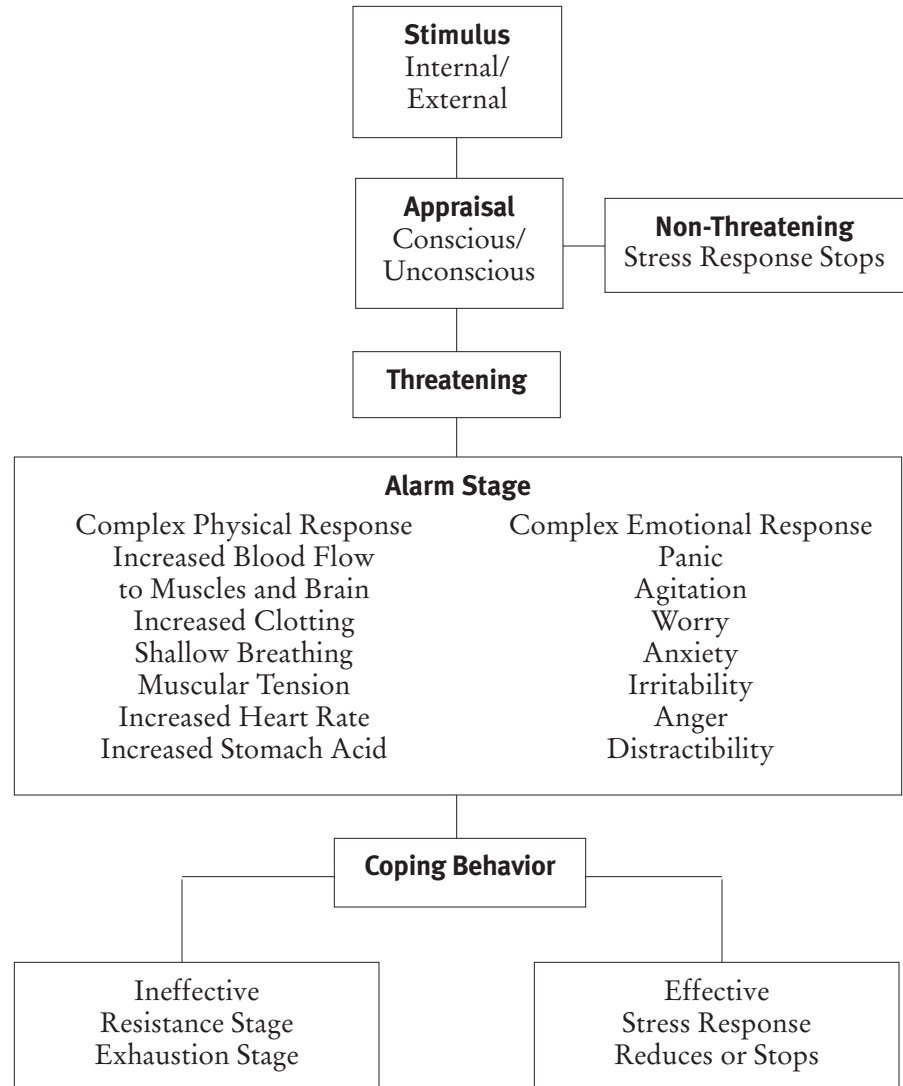 Stimulus
Internal/
External
Appraisal
Conscious/
Unconscious
Non-Threatening
Stress Response Stops
Threatening
Alarm Stage
Complex Physical Response
Increased Blood Flow
to Muscles and Brain
Increased Clotting
Shallow Breathing
Muscular Tension
Increased Heart Rate
Increased Stomach Acid
Complex Emotional Response
Panic
Agitation
Worry
Anxiety
Irritability
Anger
Distractibility
Coping Behavior
Ineffective
Resistance Stage
Exhaustion Stage
Effective
Stress Response
Reduces or Stops